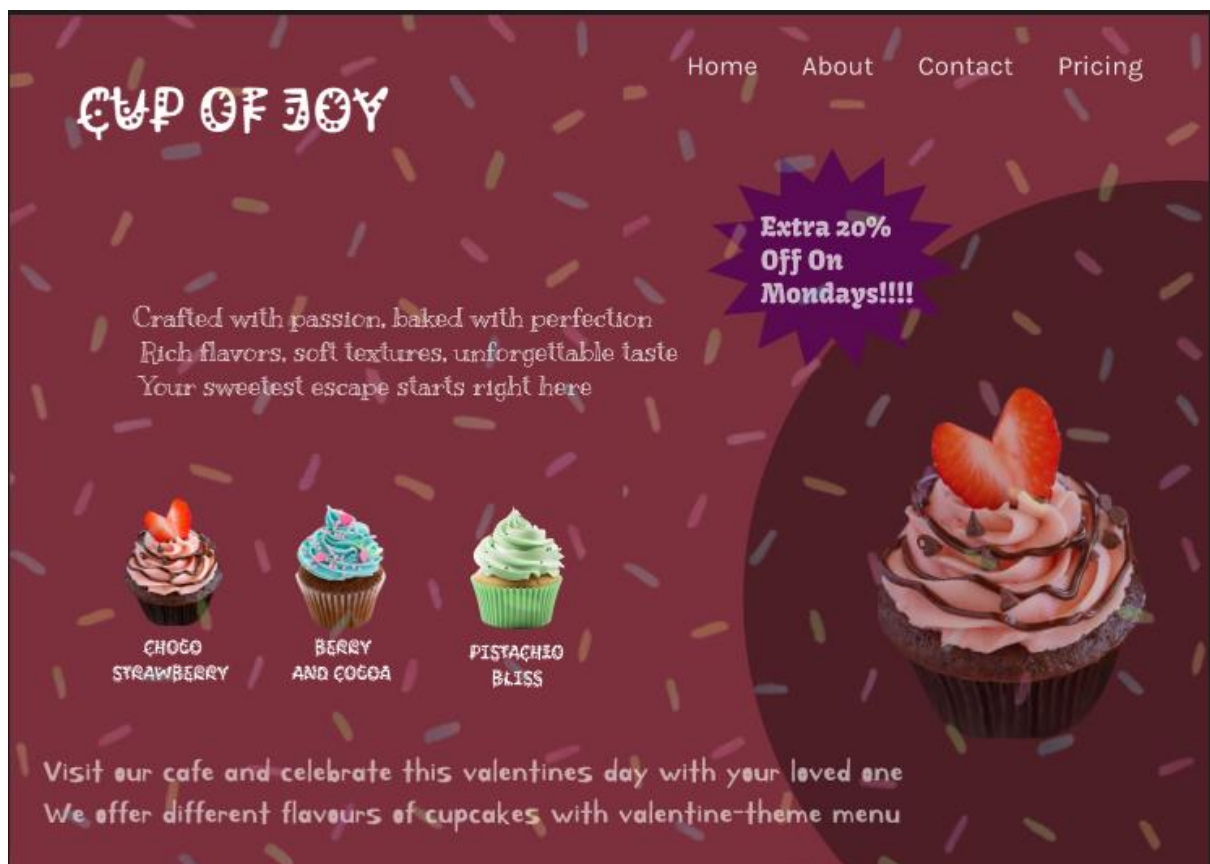 Home About Contact Pricing
CUP OF JOY
Extra 20%
Off On
Mondays!!!!
Crafted with passion, baked with perfection
Rich flavors, soft textures, unforgettable taste
Your sweetest escape starts right here
CHOCO
STRAWBERRY
BERRY
AND COCOA
PISTACHIO
BLISS
Visit our cafe and celebrate this valentines day with your loved one
We offer different flavours of cupcakes with valentine-theme menu